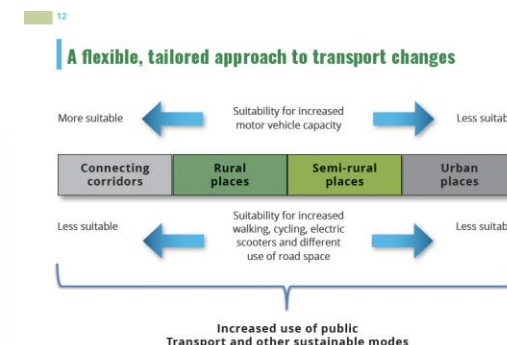 12
A flexible, tailored approach to transport changes
More suitable
Suitability for increased
motor vehicle capacity
Less suitab
Connecting
corridors
Rural
places
Semi-rural
places
Urban
places
Less suitable
Suitability for increased
walking, cycling, electric
scooters and different
use of road space
Less suitab
Increased use of public
Transport and other sustainable modes